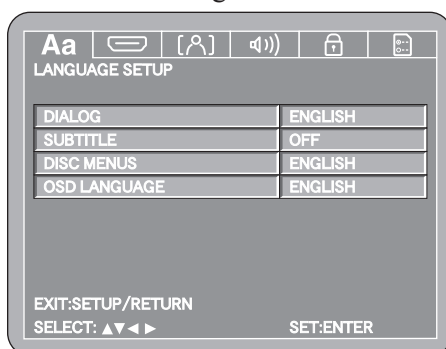 Aa
LANGUAGE SETUP
DIALOG ENGLISH
SUBTITLE OFF
DISC MENUS ENGLISH
OSD LANGUAGE ENGLISH
EXIT:SETUP/RETURN
SELECT: ▲▼◄► SET:ENTER